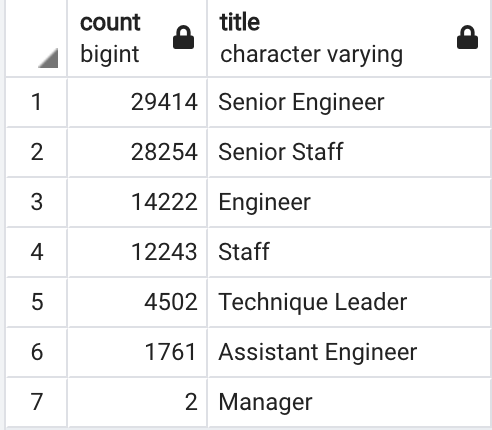 count title
bigint character varying
1 29414 Senior Engineer
2 28254 Senior Staff
3 14222 Engineer
4 12243 Staff
5 4502 Technique Leader
6 1761 Assistant Engineer
7 2 Manager